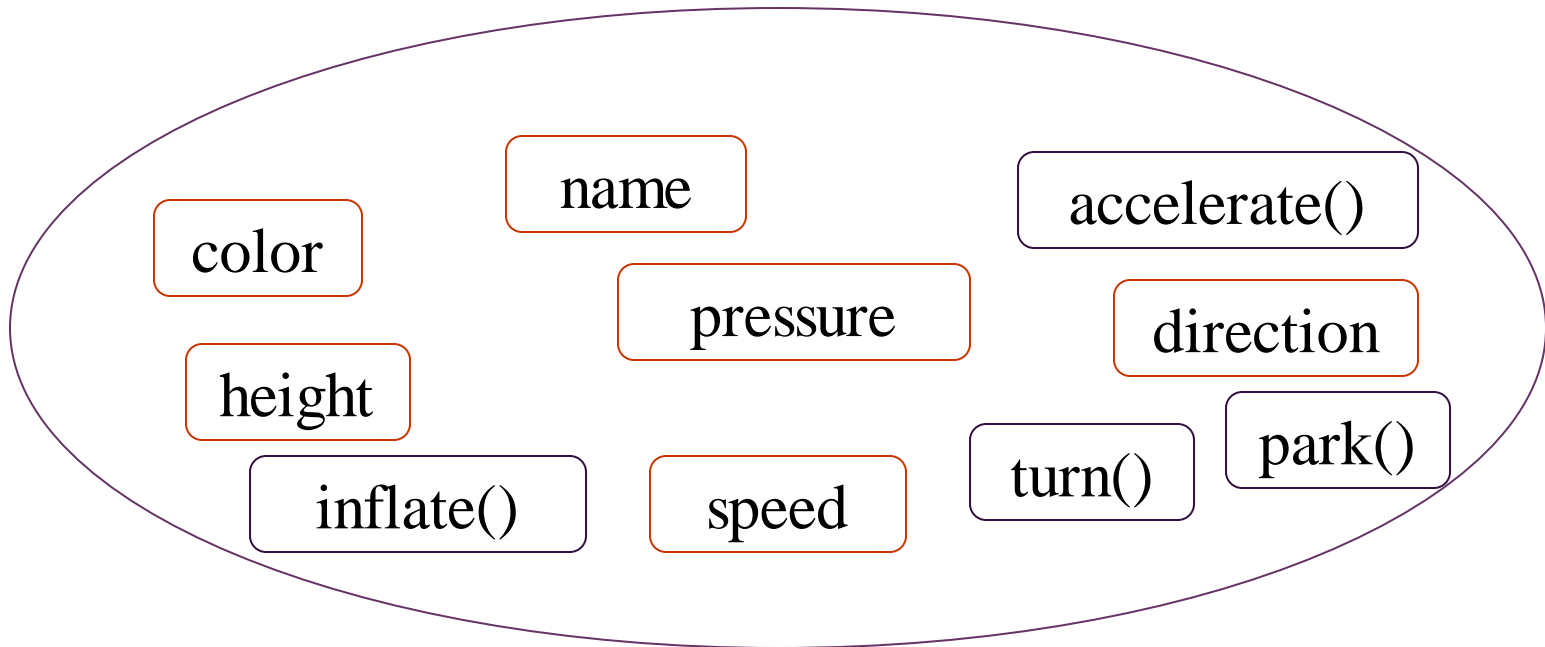 name
accelerate()
color
pressure
direction
height
park()
turn()
inflate()
speed